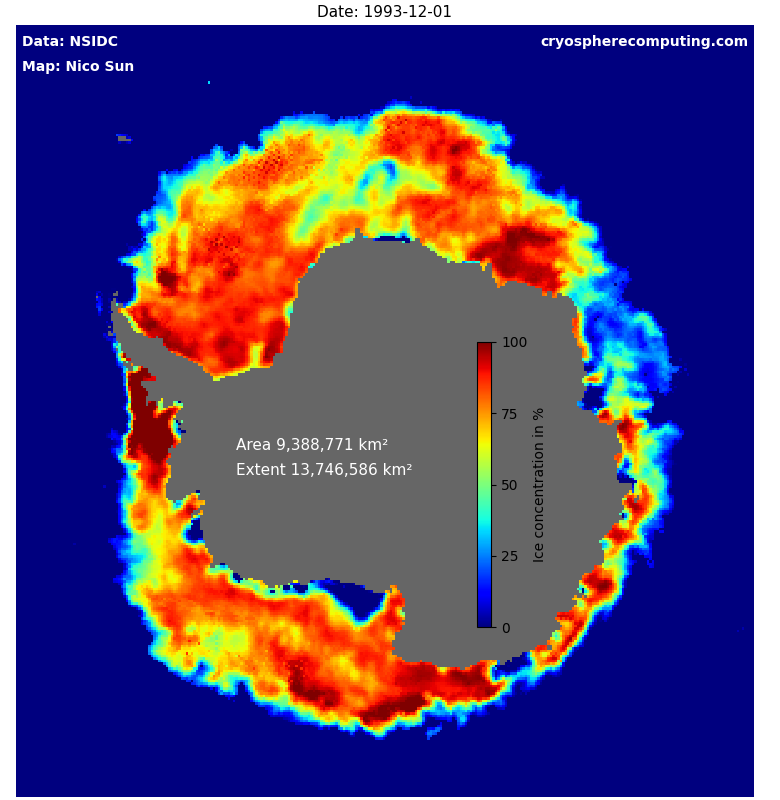 Date: 1993-12-01
Data: NSIDC
cryospherecomputing.com
Map: Nico Sun
100
75
50
25
0
Ice concentration in %
Area 9,388,771 km²
Extent 13,746,586 km²